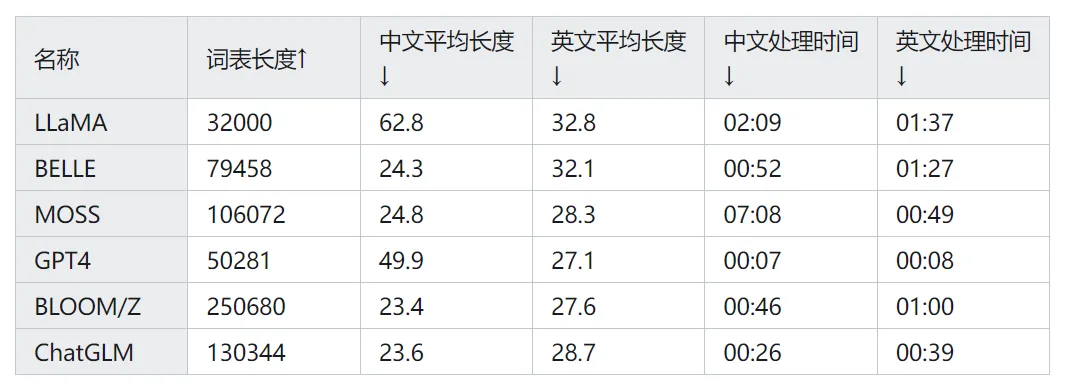 名称 词表长度↑ 中文平均长度↓ 英文平均长度↓ 中文处理时间↓ 英文处理时间↓
LLaMA 32000 62.8 32.8 02:09 01:37
BELLE 79458 24.3 32.1 00:52 01:27
MOSS 106072 24.8 28.3 07:08 00:49
GPT4 50281 49.9 27.1 00:07 00:08
BLOOM/Z 250680 23.4 27.6 00:46 01:00
ChatGLM 130344 23.6 28.7 00:26 00:39